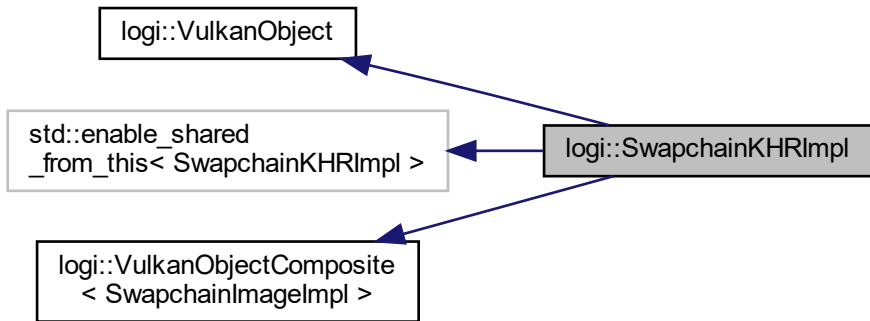 logi::VulkanObject
std::enable_shared
_from_this< SwapchainKHRImpl >
logi::SwapchainKHRImpl
logi::VulkanObjectComposite
< SwapchainImageImpl >